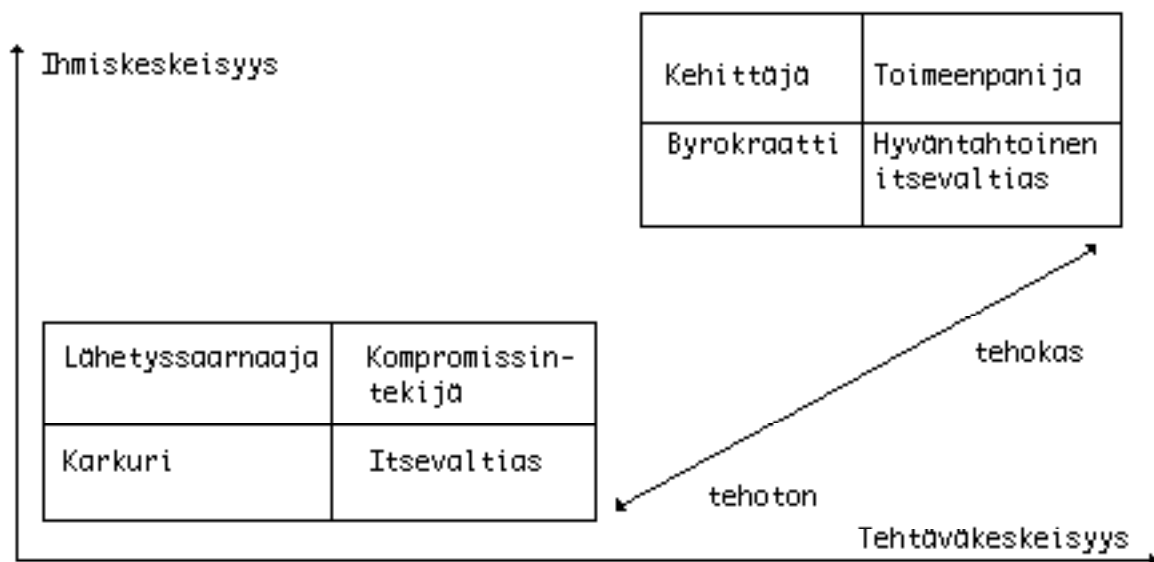 Ihmiskeskeisyys
Kehittäjä
Toimeenpanija
Byrokraatti
Hyväntahtoinen
itsevaltias
Lähetyssaarnaaja
Kompromissin-
tekijä
Karkuri
Itsevaltias
tehokas
tehoton
Tehtäväkeskeisyys